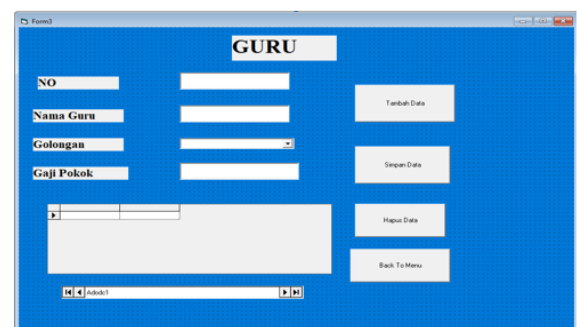 Form3
GURU
NO
Nama Guru
Golongan
Gaji Pokok
Tambah Data
Simpan Data
Hapus Data
Back To Menu
Adodc1